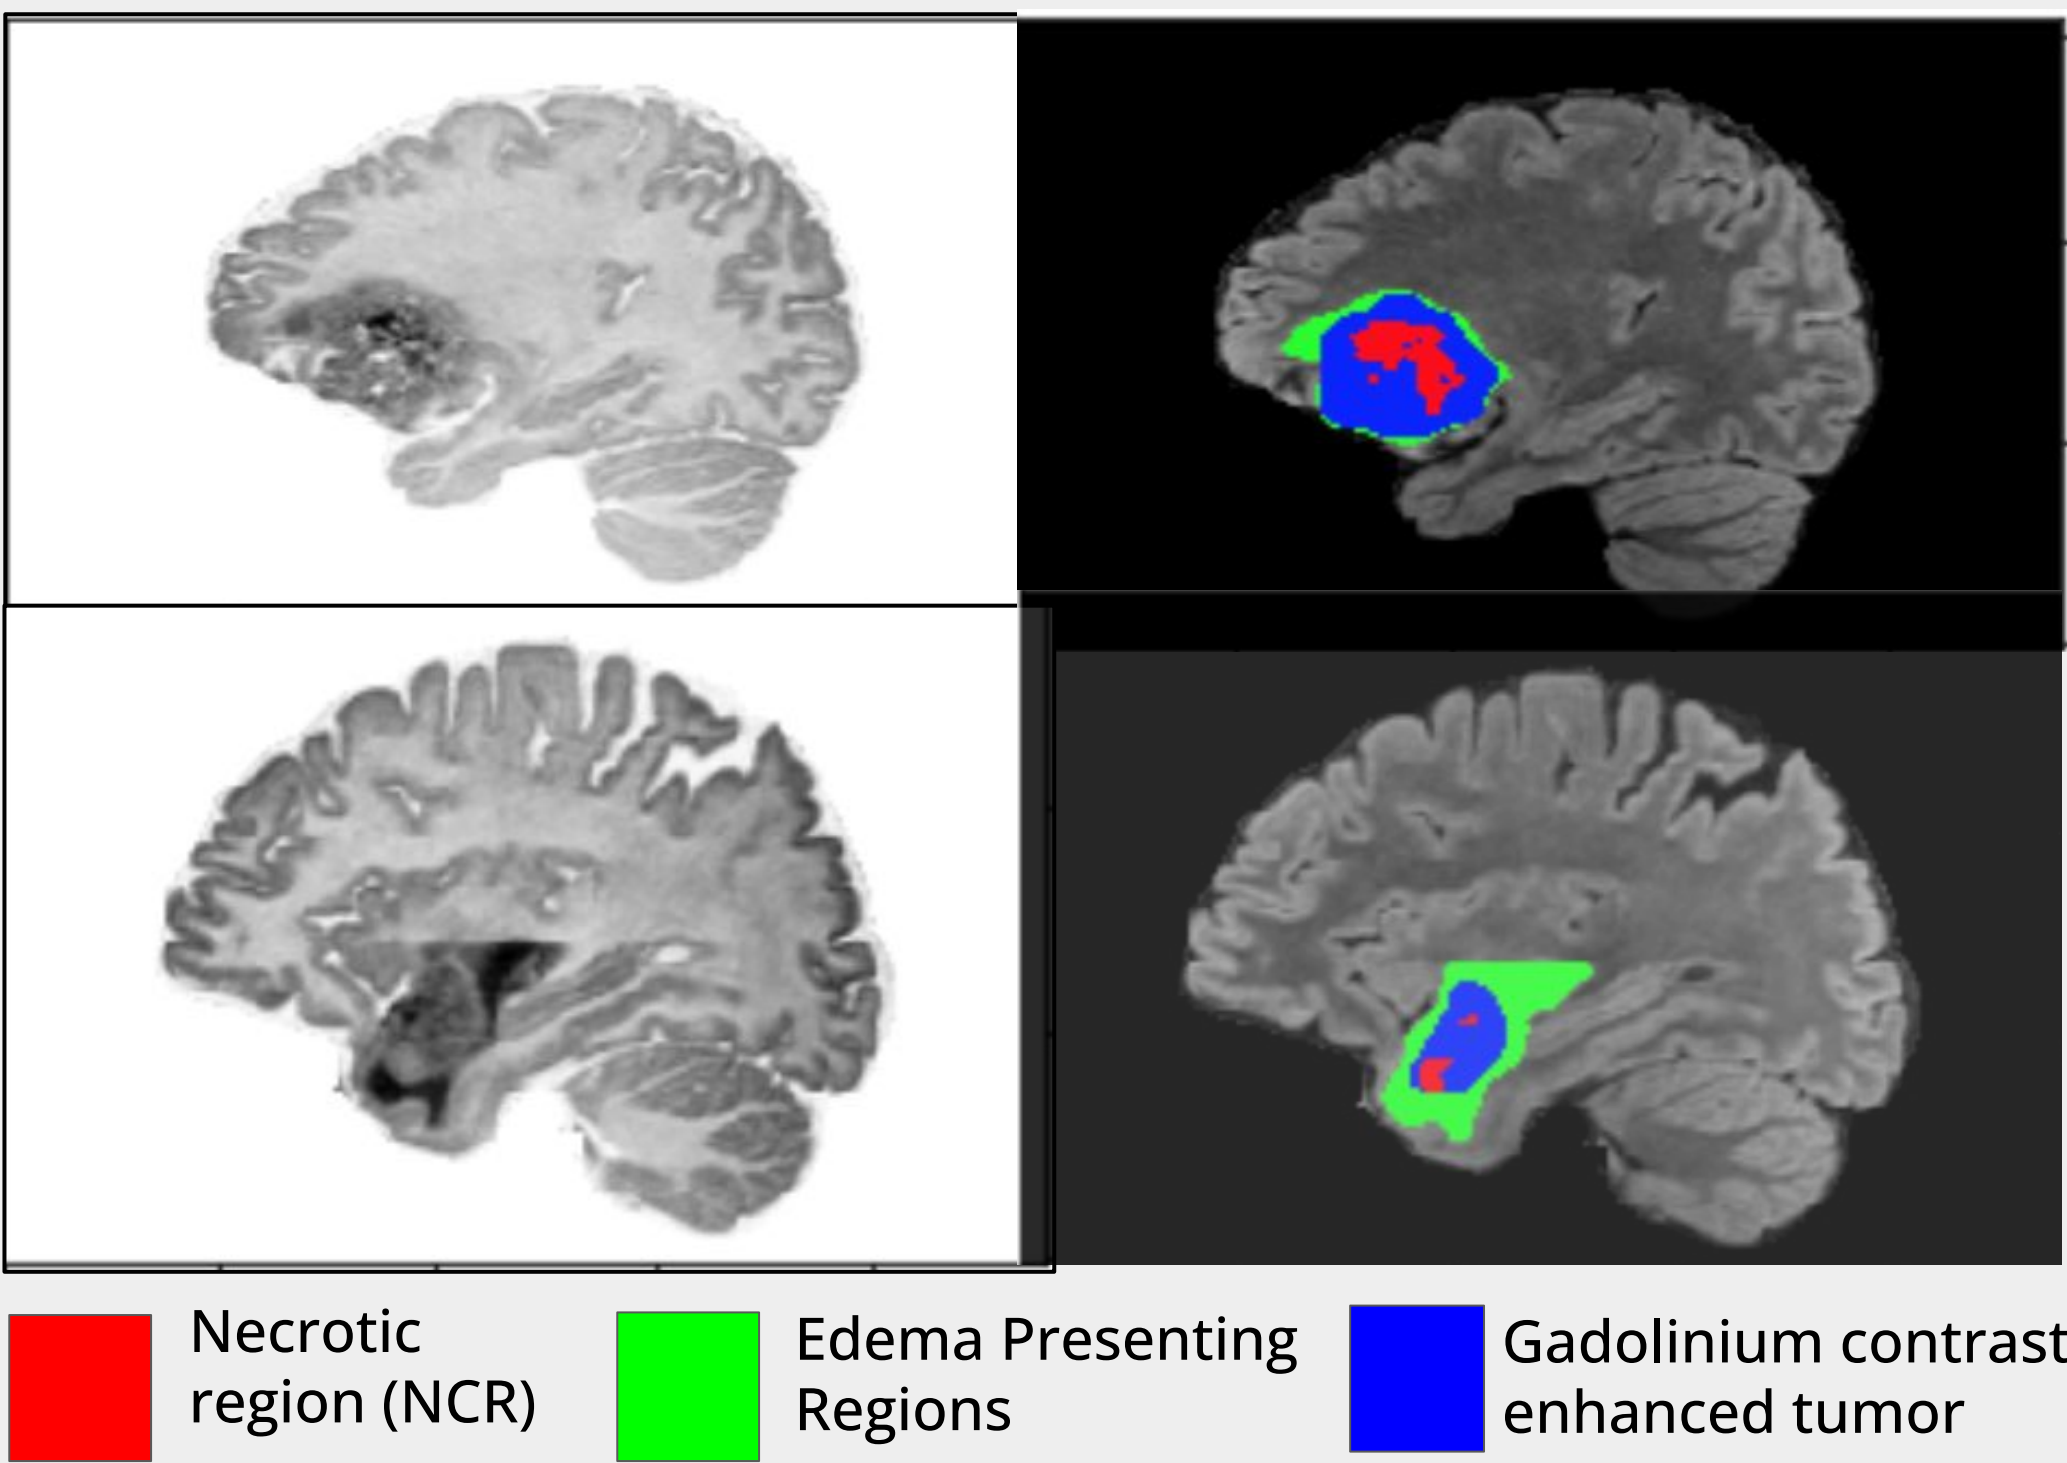 Necrotic
region (NCR)
Edema Presenting
Regions
Gadolinium contrast
enhanced tumor